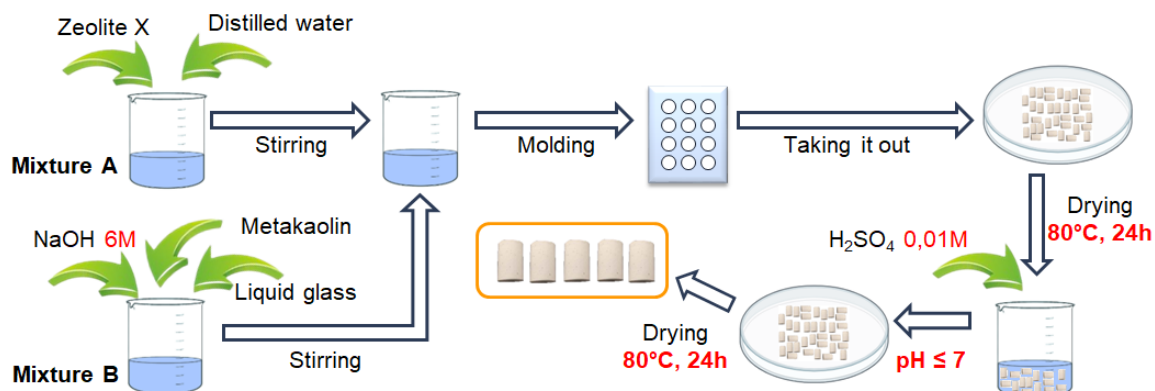 Zeolite X
Distilled water
Mixture A
Stirring
Molding
Taking it out
Drying
80°C, 24h
NaOH 6M
Metakaolin
Liquid glass
Mixture B
Stirring
H₂SO₄ 0,01M
pH ≤ 7
Drying
80°C, 24h